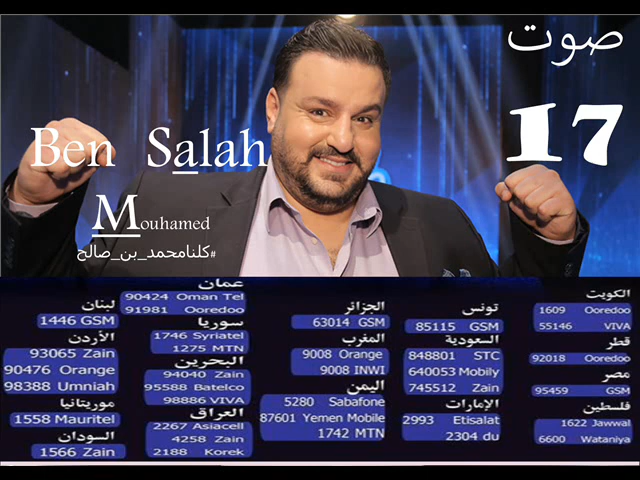 صوت
17
Ben Salah
Mouhamed
#كلنامحمد_بن_صالح
عمان
90424 Oman Tel
91981 Ooredoo
سوريا
1746 Syriatel
1275 MTN
البحرين
94040 Zain
95588 Batelco
98886 VIVA
العراق
2267 Asiacell
4258 Zain
2188 Korek
لبنان
1446 GSM
الأردن
93065 Zain
90476 Orange
98388 Umniah
موريتانيا
1558 Mauritel
السودان
1566 Zain
الجزائر
63014 GSM
المغرب
9008 Orange
9008 INWI
اليمن
5280 Sabafone
87601 Yemen Mobile
1742 MTN
تونس
85115 GSM
السعودية
848801 STC
640053 Mobily
745512 Zain
الإمارات
2993 Etisalat
2304 du
الكويت
1609 Ooredoo
55146 VIVA
قطر
92018 Ooredoo
مصر
95459 GSM
فلسطين
1622 Jawwal
6600 Wataniya